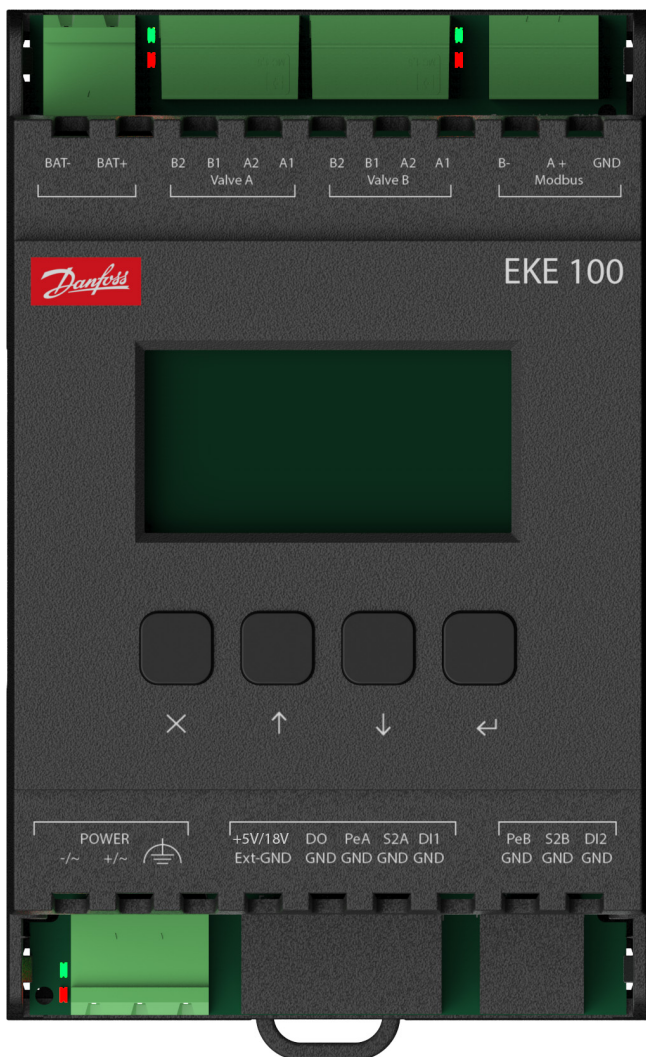 BAT- BAT+ B2 B1 A2 A1 B2 B1 A2 A1 B- A + GND
Valve A Valve B Modbus
Danfoss
EKE 100
POWER
-/~ +/~
+5V/18V DO PeA S2A DI1
Ext-GND GND GND GND GND
PeB S2B DI2
GND GND GND